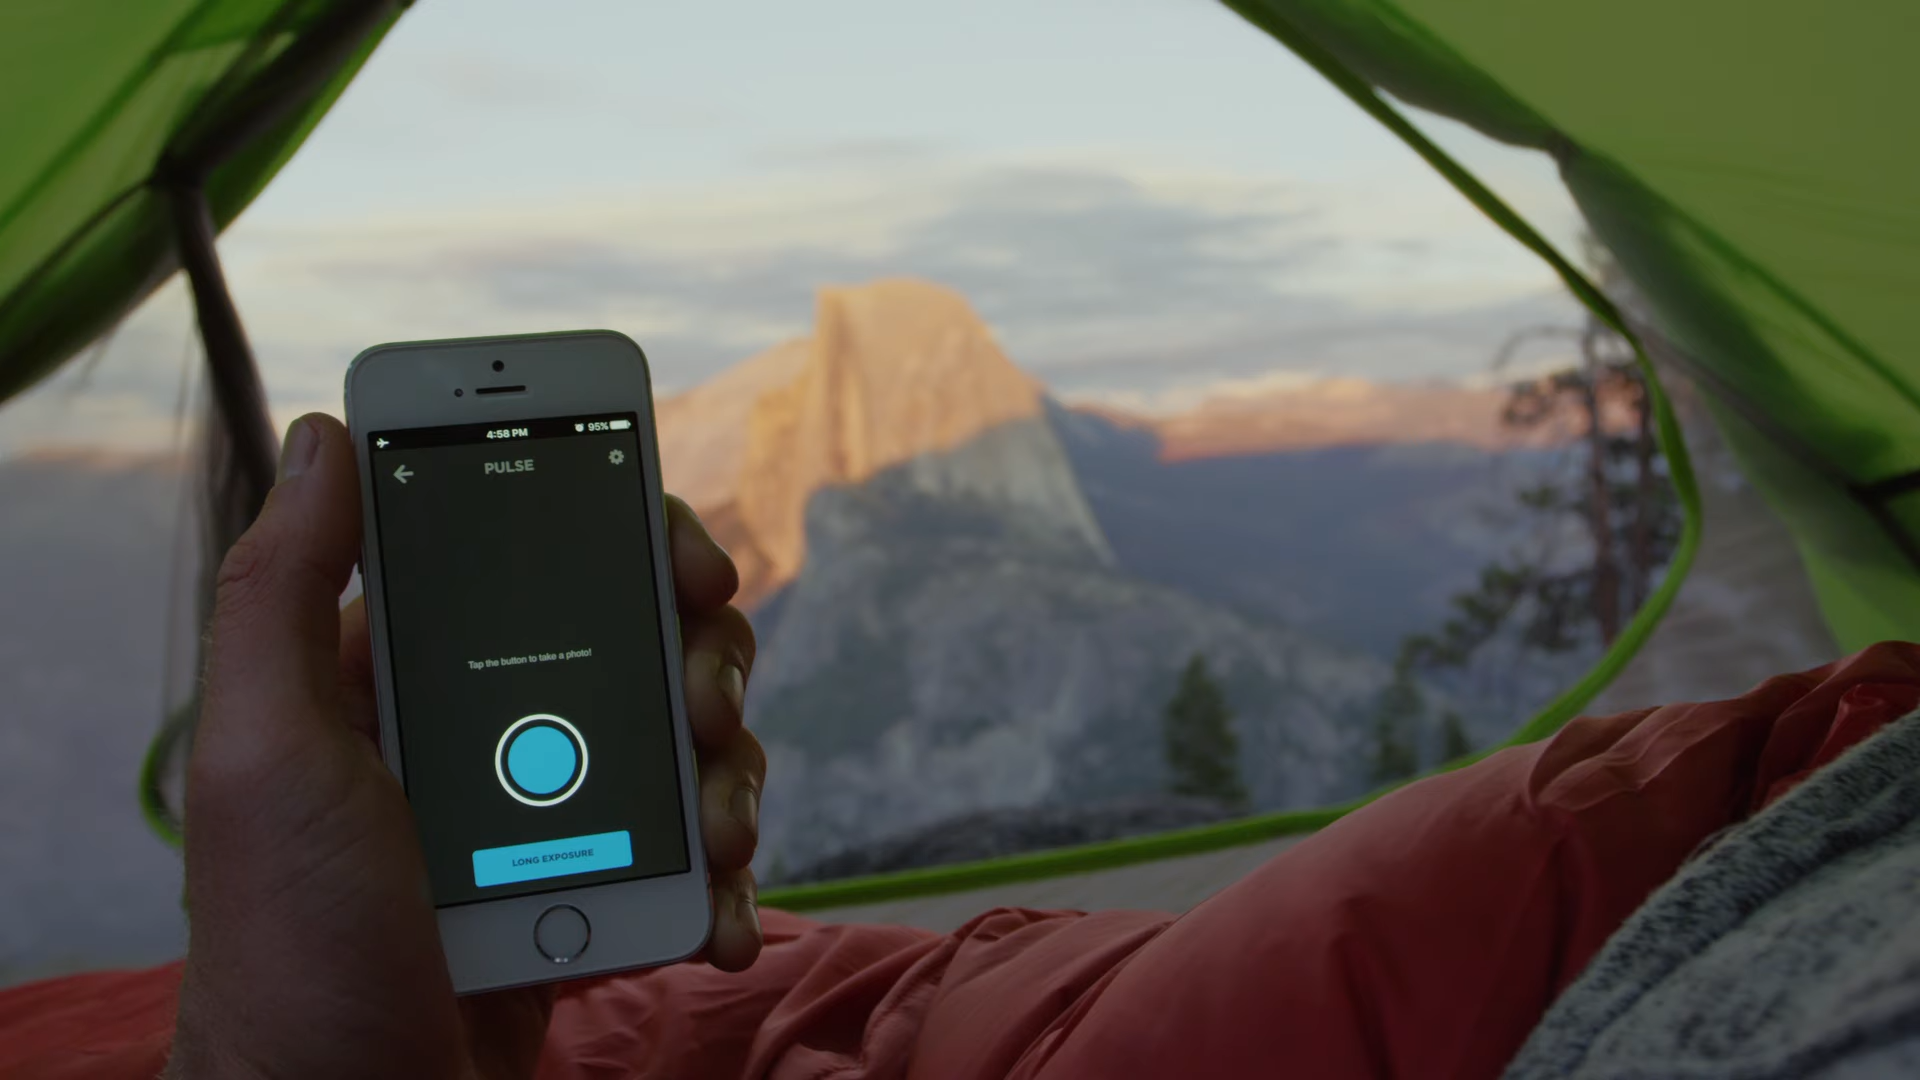 4:58 PM 95%
PULSE
Tap the button to take a photo!
LONG EXPOSURE